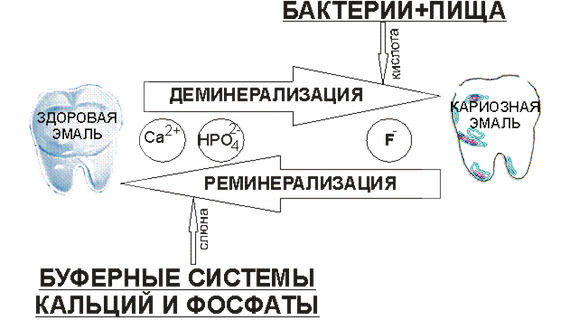 БАКТЕРИИ+ПИЩА
кислота
ДЕМИНЕРАЛИЗАЦИЯ
ЗДОРОВАЯ
ЭМАЛЬ
КАРИОЗНАЯ
ЭМАЛЬ
Ca2+
HPO42-
F-
РЕМИНЕРАЛИЗАЦИЯ
слюна
БУФЕРНЫЕ СИСТЕМЫ
КАЛЬЦИЙ И ФОСФАТЫ